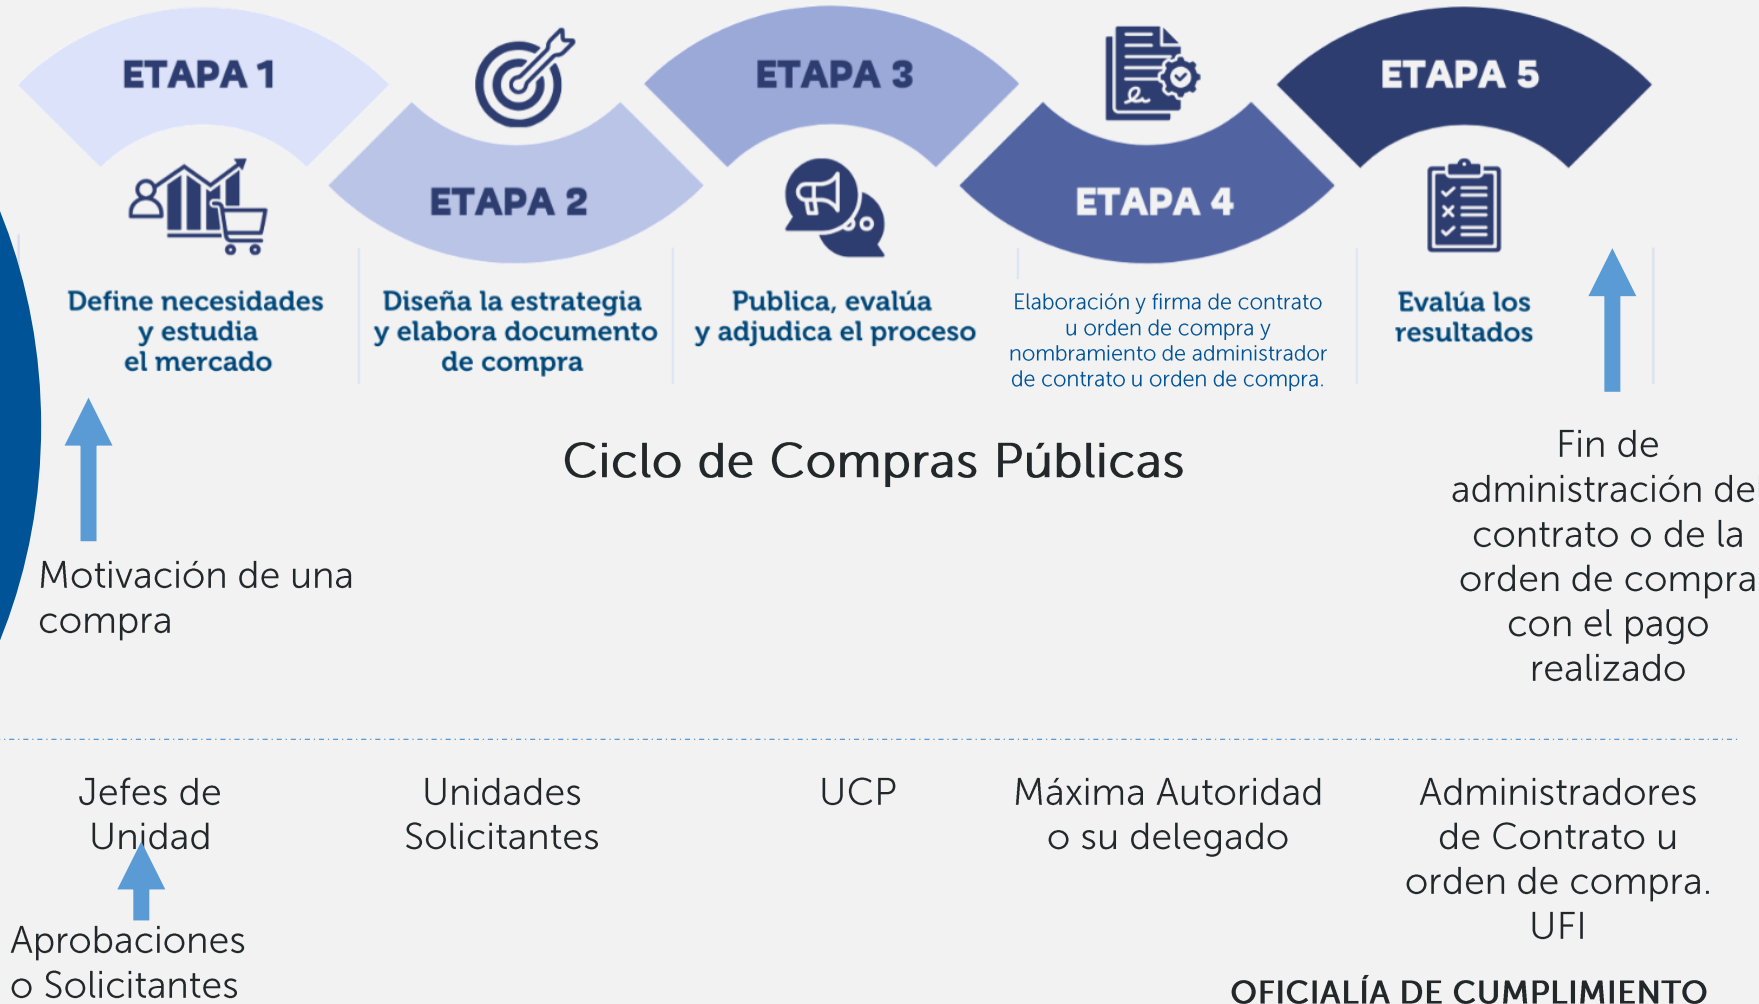 ETAPA 1
ETAPA 2
ETAPA 3
ETAPA 4
ETAPA 5
Define necesidades
y estudia
el mercado
Diseña la estrategia
y elabora documento
de compra
Publica, evalúa
y adjudica el proceso
Elaboración y firma de contrato
u orden de compra y
nombramiento de administrador
de contrato u orden de compra.
Evalúa los
resultados
Ciclo de Compras Públicas
Motivación de una
compra
Fin de
administración de
contrato o de la
orden de compra
con el pago
realizado
Jefes de
Unidad
Unidades
Solicitantes
UCP
Máxima Autoridad
o su delegado
Administradores
de Contrato u
orden de compra.
UFI
Aprobaciones
o Solicitantes
OFICIALÍA DE CUMPLIMIENTO